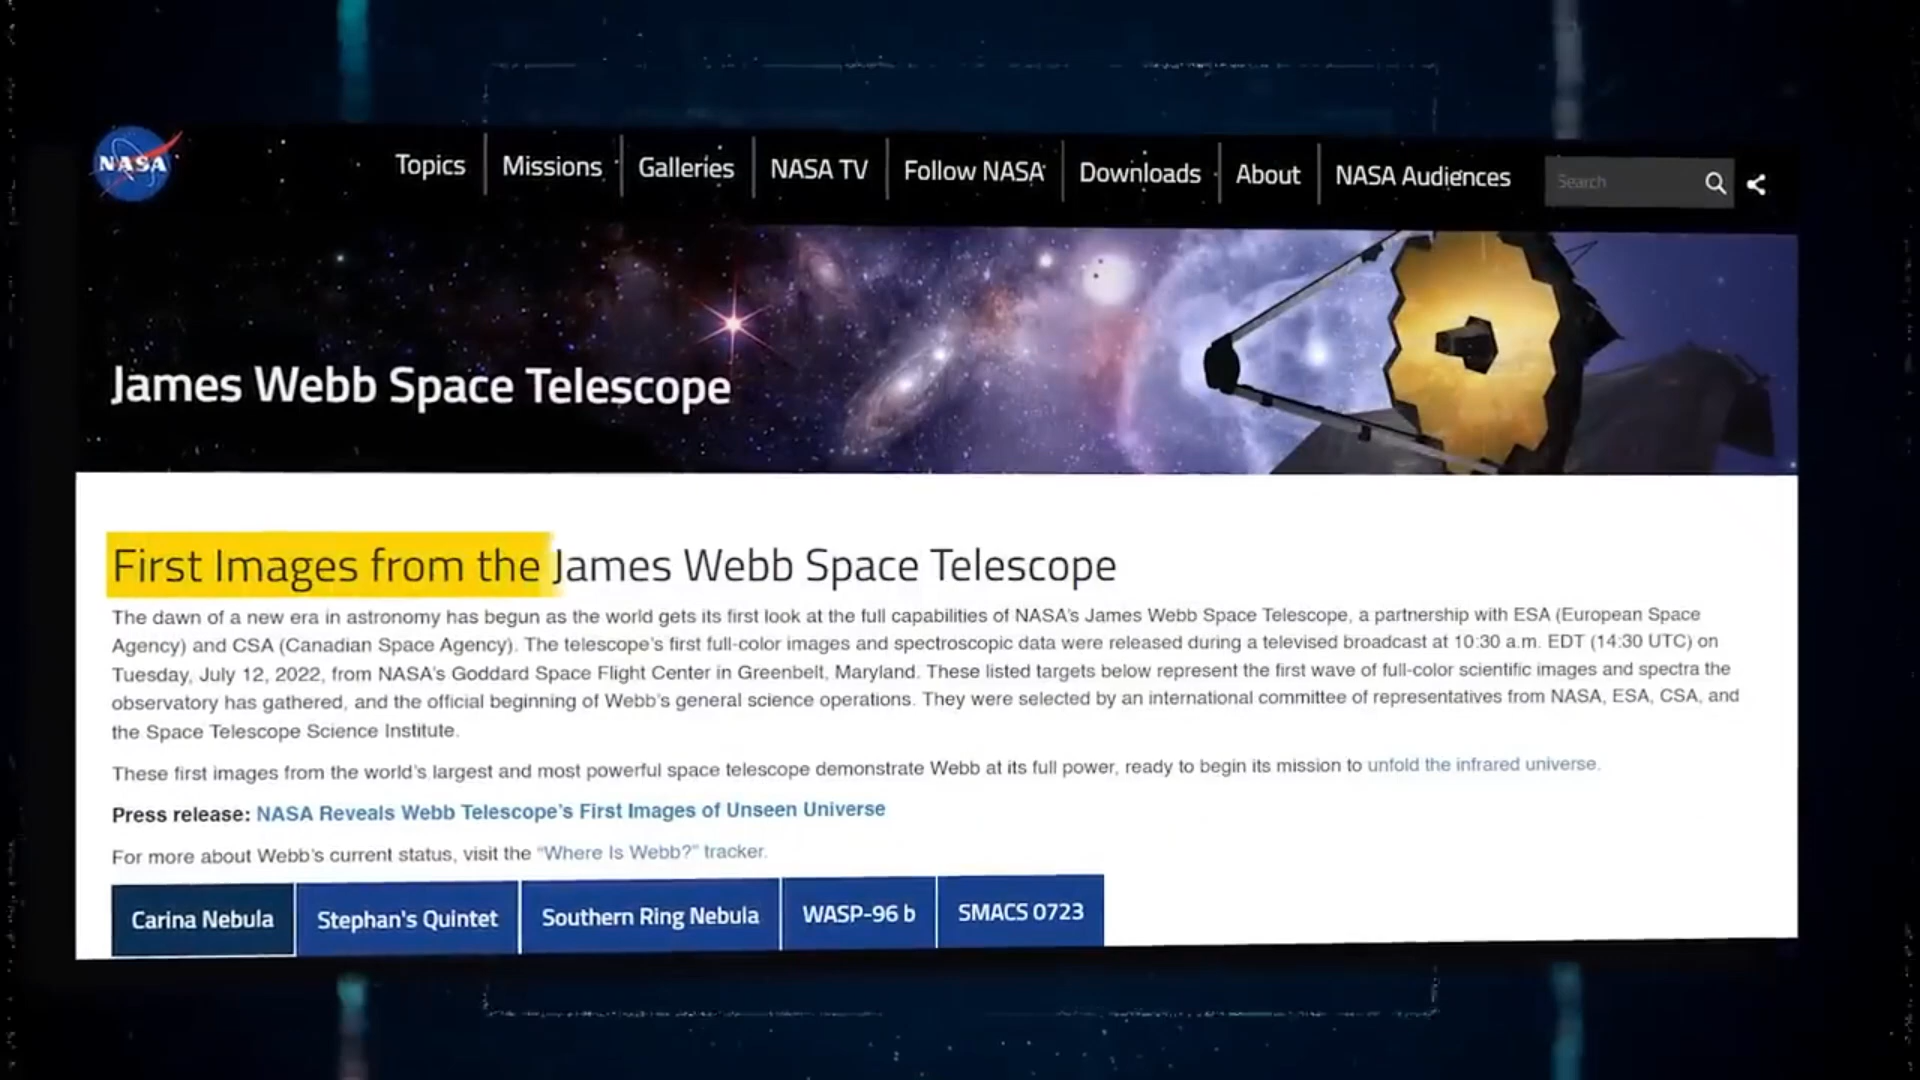 NASA
Topics
Missions
Galleries
NASA TV
Follow NASA
Downloads
About
NASA Audiences
Search
James Webb Space Telescope
First Images from the James Webb Space Telescope
The dawn of a new era in astronomy has begun as the world gets its first look at the full capabilities of NASA's James Webb Space Telescope, a partnership with ESA (European Space
Agency) and CSA (Canadian Space Agency). The telescope's first full-color images and spectroscopic data were released during a televised broadcast at 10:30 a.m. EDT (14:30 UTC) on
Tuesday, July 12, 2022, from NASA's Goddard Space Flight Center in Greenbelt, Maryland. These listed targets below represent the first wave of full-color scientific images and spectra the
observatory has gathered, and the official beginning of Webb's general science operations. They were selected by an international committee of representatives from NASA, ESA, CSA, and
the Space Telescope Science Institute.
These first images from the world's largest and most powerful space telescope demonstrate Webb at its full power, ready to begin its mission to unfold the infrared universe.
Press release: NASA Reveals Webb Telescope's First Images of Unseen Universe
For more about Webb's current status, visit the "Where Is Webb?" tracker.
Carina Nebula
Stephan's Quintet
Southern Ring Nebula
WASP-96 b
SMACS 0723